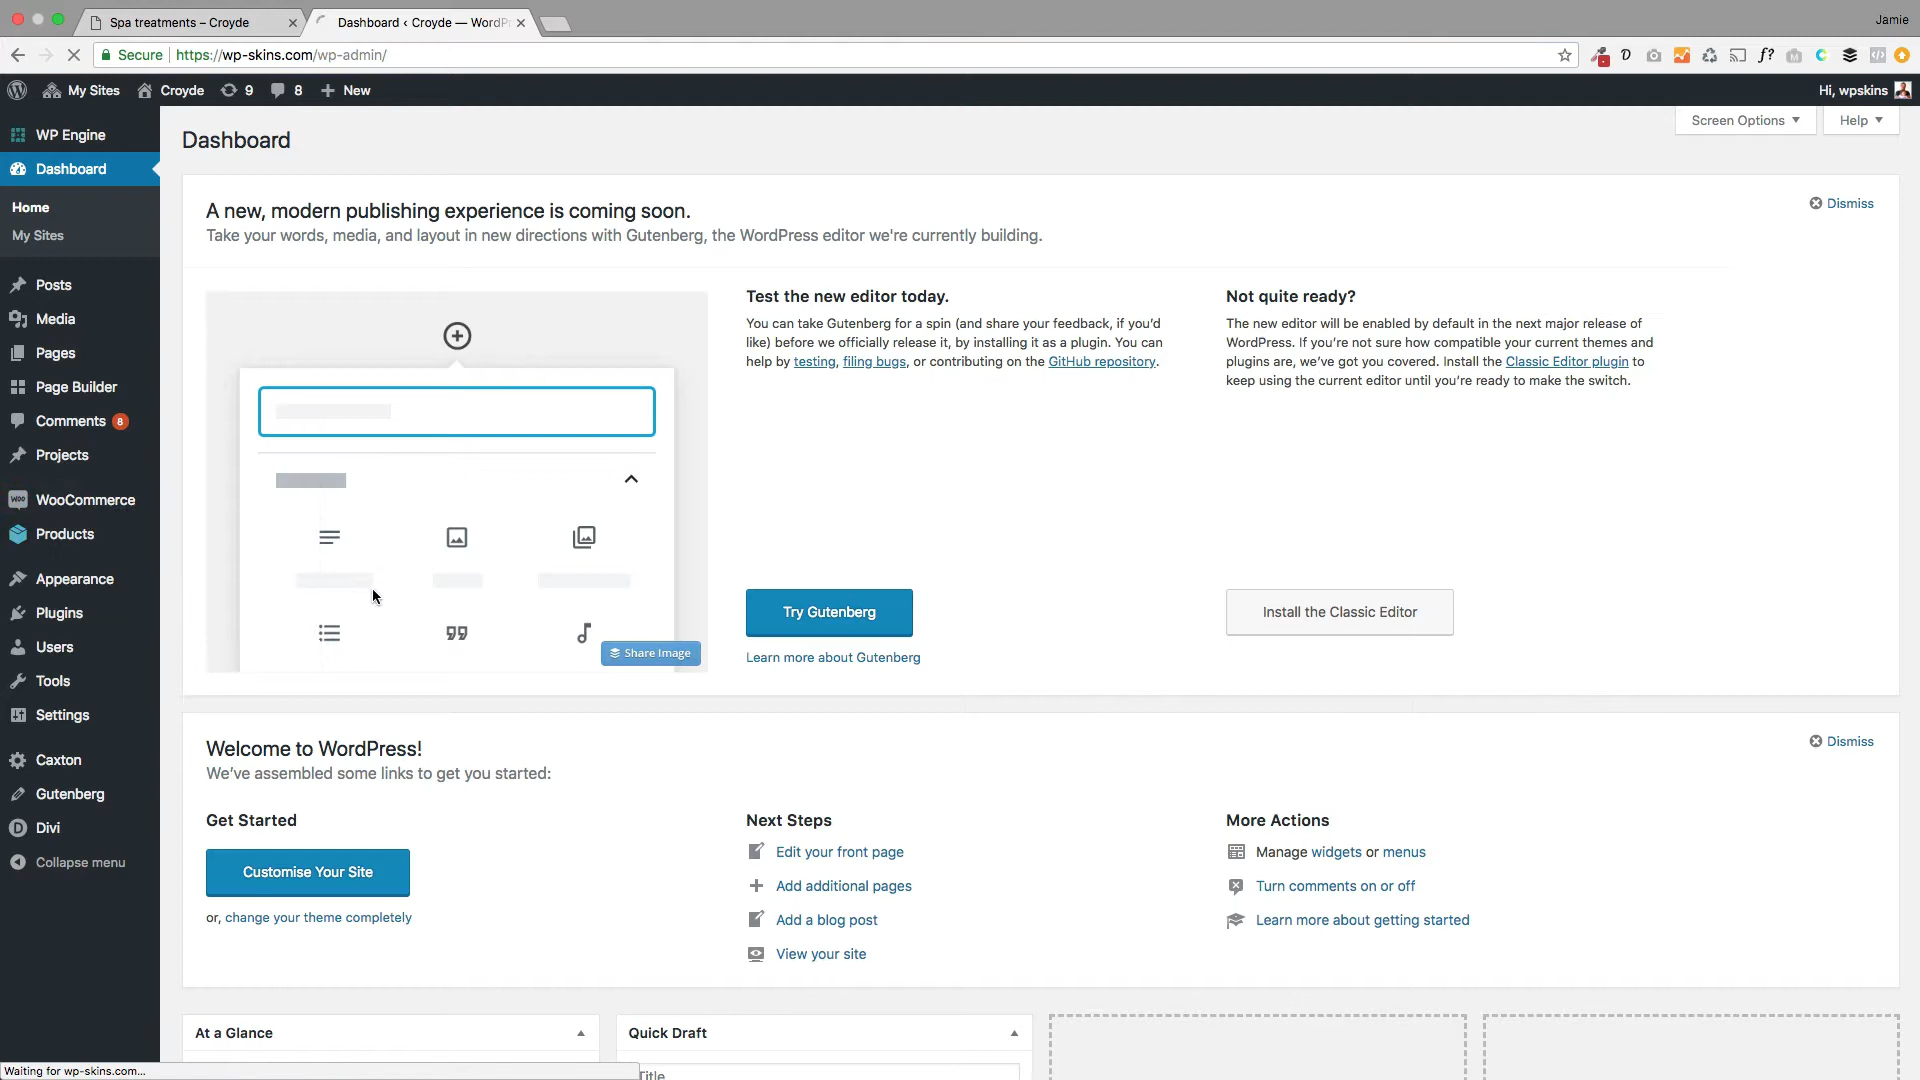 Spa treatments – Croyde
Dashboard ‹ Croyde — WordP
Jamie
Secure
https://wp-skins.com/wp-admin/
My Sites
Croyde
9
8
New
Hi, wpskins
WP Engine
Dashboard
Home
My Sites
Posts
Media
Pages
Page Builder
Comments 8
Projects
WooCommerce
Products
Appearance
Plugins
Users
Tools
Settings
Caxton
Gutenberg
Divi
Collapse menu
Dashboard
Screen Options
Help
A new, modern publishing experience is coming soon.
Dismiss
Take your words, media, and layout in new directions with Gutenberg, the WordPress editor we're currently building.
Share Image
Test the new editor today.
You can take Gutenberg for a spin (and share your feedback, if you'd
like) before we officially release it, by installing it as a plugin. You can
help by testing, filing bugs, or contributing on the GitHub repository.
Try Gutenberg
Learn more about Gutenberg
Not quite ready?
The new editor will be enabled by default in the next major release of
WordPress. If you're not sure how compatible your current themes and
plugins are, we've got you covered. Install the Classic Editor plugin to
keep using the current editor until you're ready to make the switch.
Install the Classic Editor
Welcome to WordPress!
Dismiss
We've assembled some links to get you started:
Get Started
Customise Your Site
or, change your theme completely
Next Steps
Edit your front page
Add additional pages
Add a blog post
View your site
More Actions
Manage widgets or menus
Turn comments on or off
Learn more about getting started
At a Glance
Quick Draft
Title
Waiting for wp-skins.com...